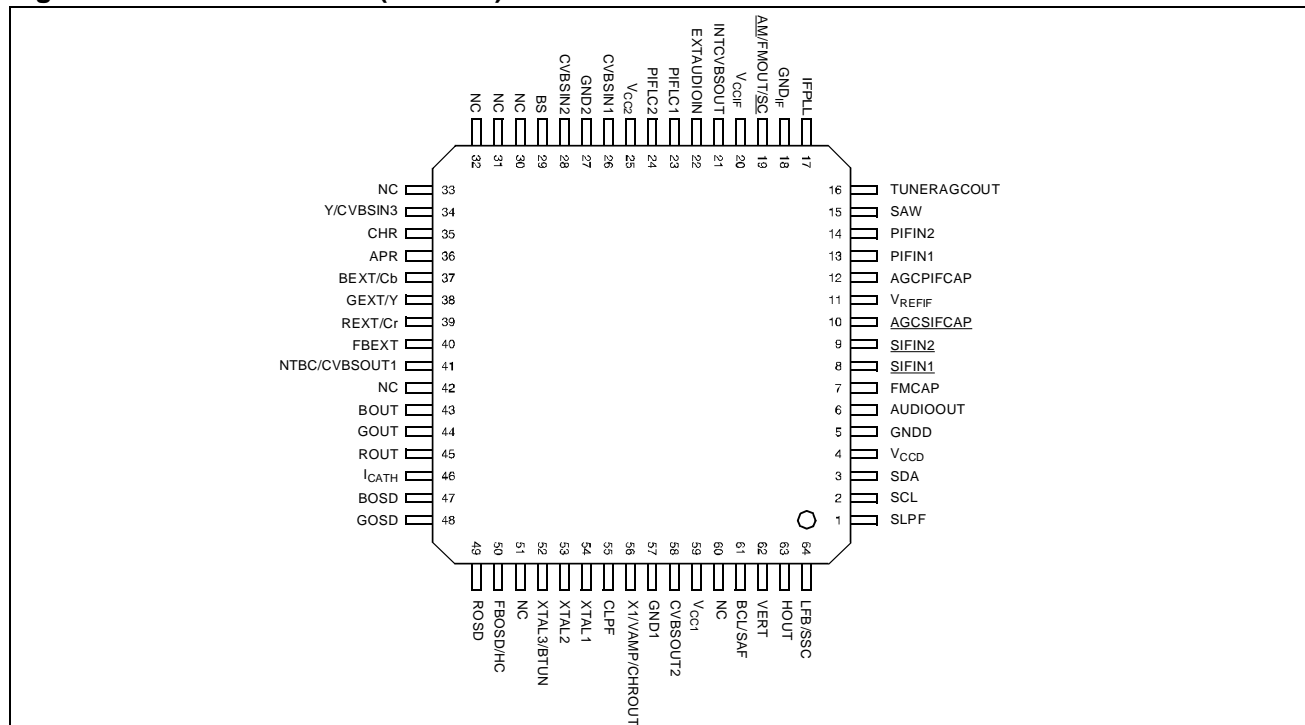 AM/FMOUT/SC
INTCVBSOUT
EXTAUDIOIN
CVBSIN2
CVBSIN1
PIFLC2
PIFLC1
GND2
GNDIF
VCCIF
VCC2
IFPLL
NC
NC
NC
BS
32 31 30 29 28 27 26 25 24 23 22 21 20 19 18 17
NC 33 16 TUNERAGCOUT
Y/CVBSIN3 34 15 SAW
CHR 35 14 PIFIN2
APR 36 13 PIFIN1
BEXT/Cb 37 12 AGCPIFCAP
GEXT/Y 38 11 VREFIF
REXT/Cr 39 10 AGCSIFCAP
FBEXT 40 9 SIFIN2
NTBC/CVBSOUT1 41 8 SIFIN1
NC 42 7 FMCAP
BOUT 43 6 AUDIOOUT
GOUT 44 5 GNDD
ROUT 45 4 VCCD
ICATH 46 3 SDA
BOSD 47 2 SCL
GOSD 48 1 SLPF
49 50 51 52 53 54 55 56 57 58 59 60 61 62 63 64
ROSD
FBOSD/HC
NC
XTAL3/BTUN
XTAL2
XTAL1
CLPF
X1/VAMP/CHROUT
GND1
CVBSOUT2
VCC1
NC
BCL/SAF
VERT
HOUT
LFB/SSC